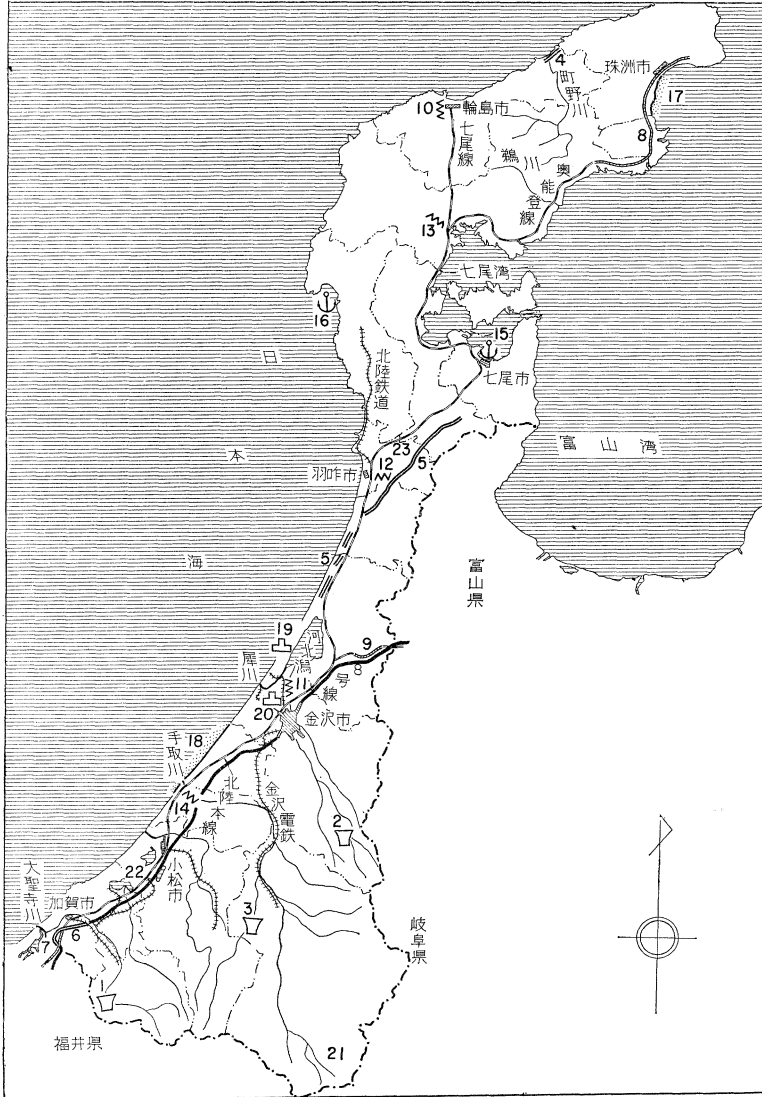 4
珠洲市
町野川
17
10
輪島市
七尾線
鵜川
8
奥能登線
13
七尾湾
16
15
日本海
北陸鉄道
七尾市
23
富山湾
12
羽咋市
5
5
富山県
19
河北潟
9
犀川
8号線
11
20
金沢市
18
手取川
北陸本線
金沢電鉄
14
2
22
小松市
大聖寺川
加賀市
3
7
6
岐阜県
福井県
21